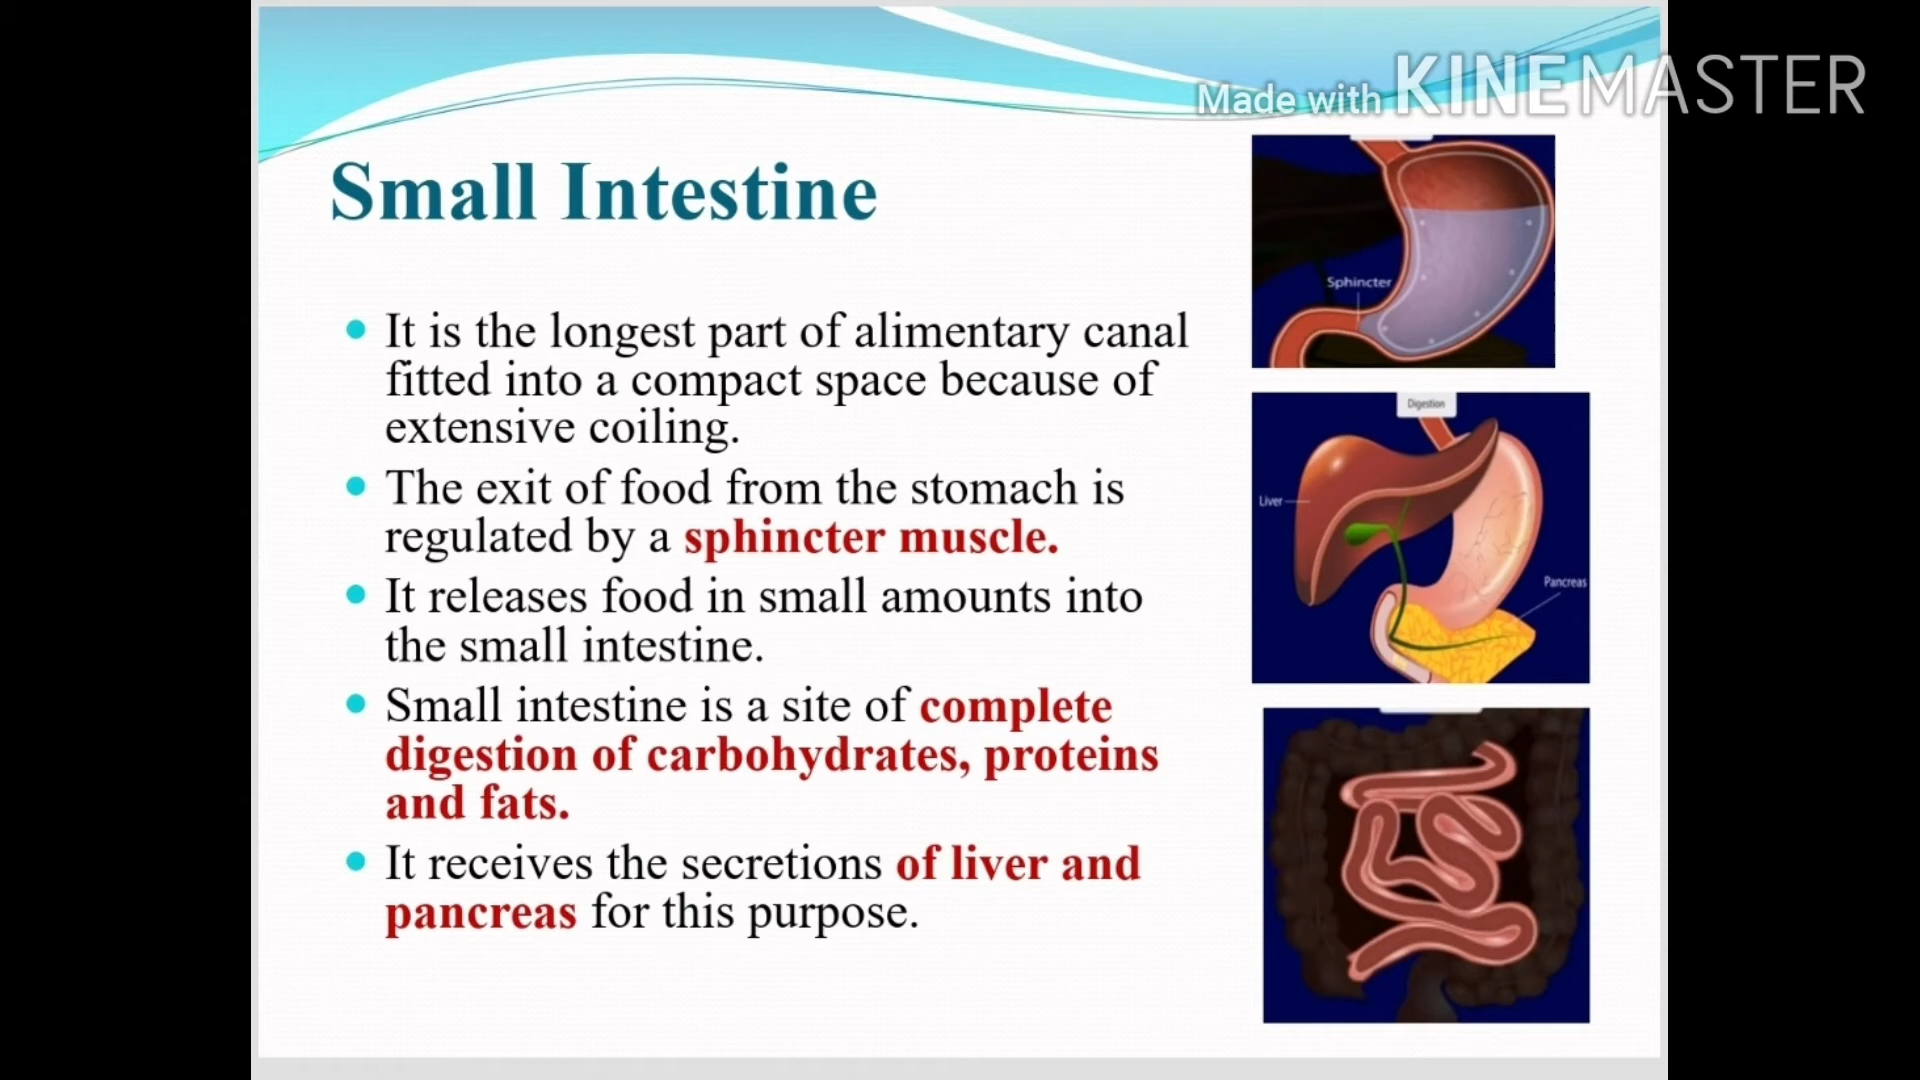 Made with KINEMASTER
Small Intestine
• It is the longest part of alimentary canal
fitted into a compact space because of
extensive coiling.
• The exit of food from the stomach is
regulated by a sphincter muscle.
• It releases food in small amounts into
the small intestine.
• Small intestine is a site of complete
digestion of carbohydrates, proteins
and fats.
• It receives the secretions of liver and
pancreas for this purpose.
Sphincter
Digestion
Liver
Pancreas